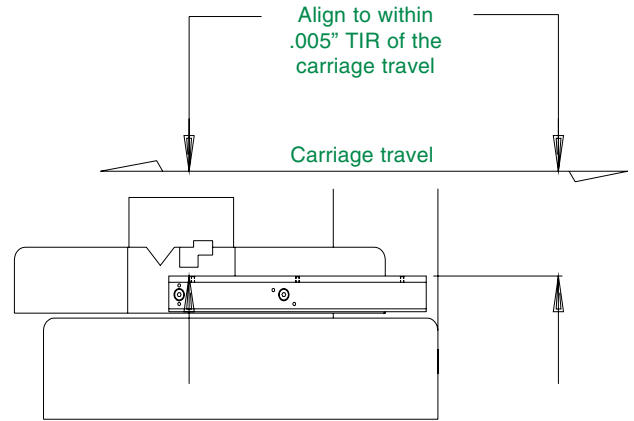 Align to within
.005” TIR of the
carriage travel
Carriage travel